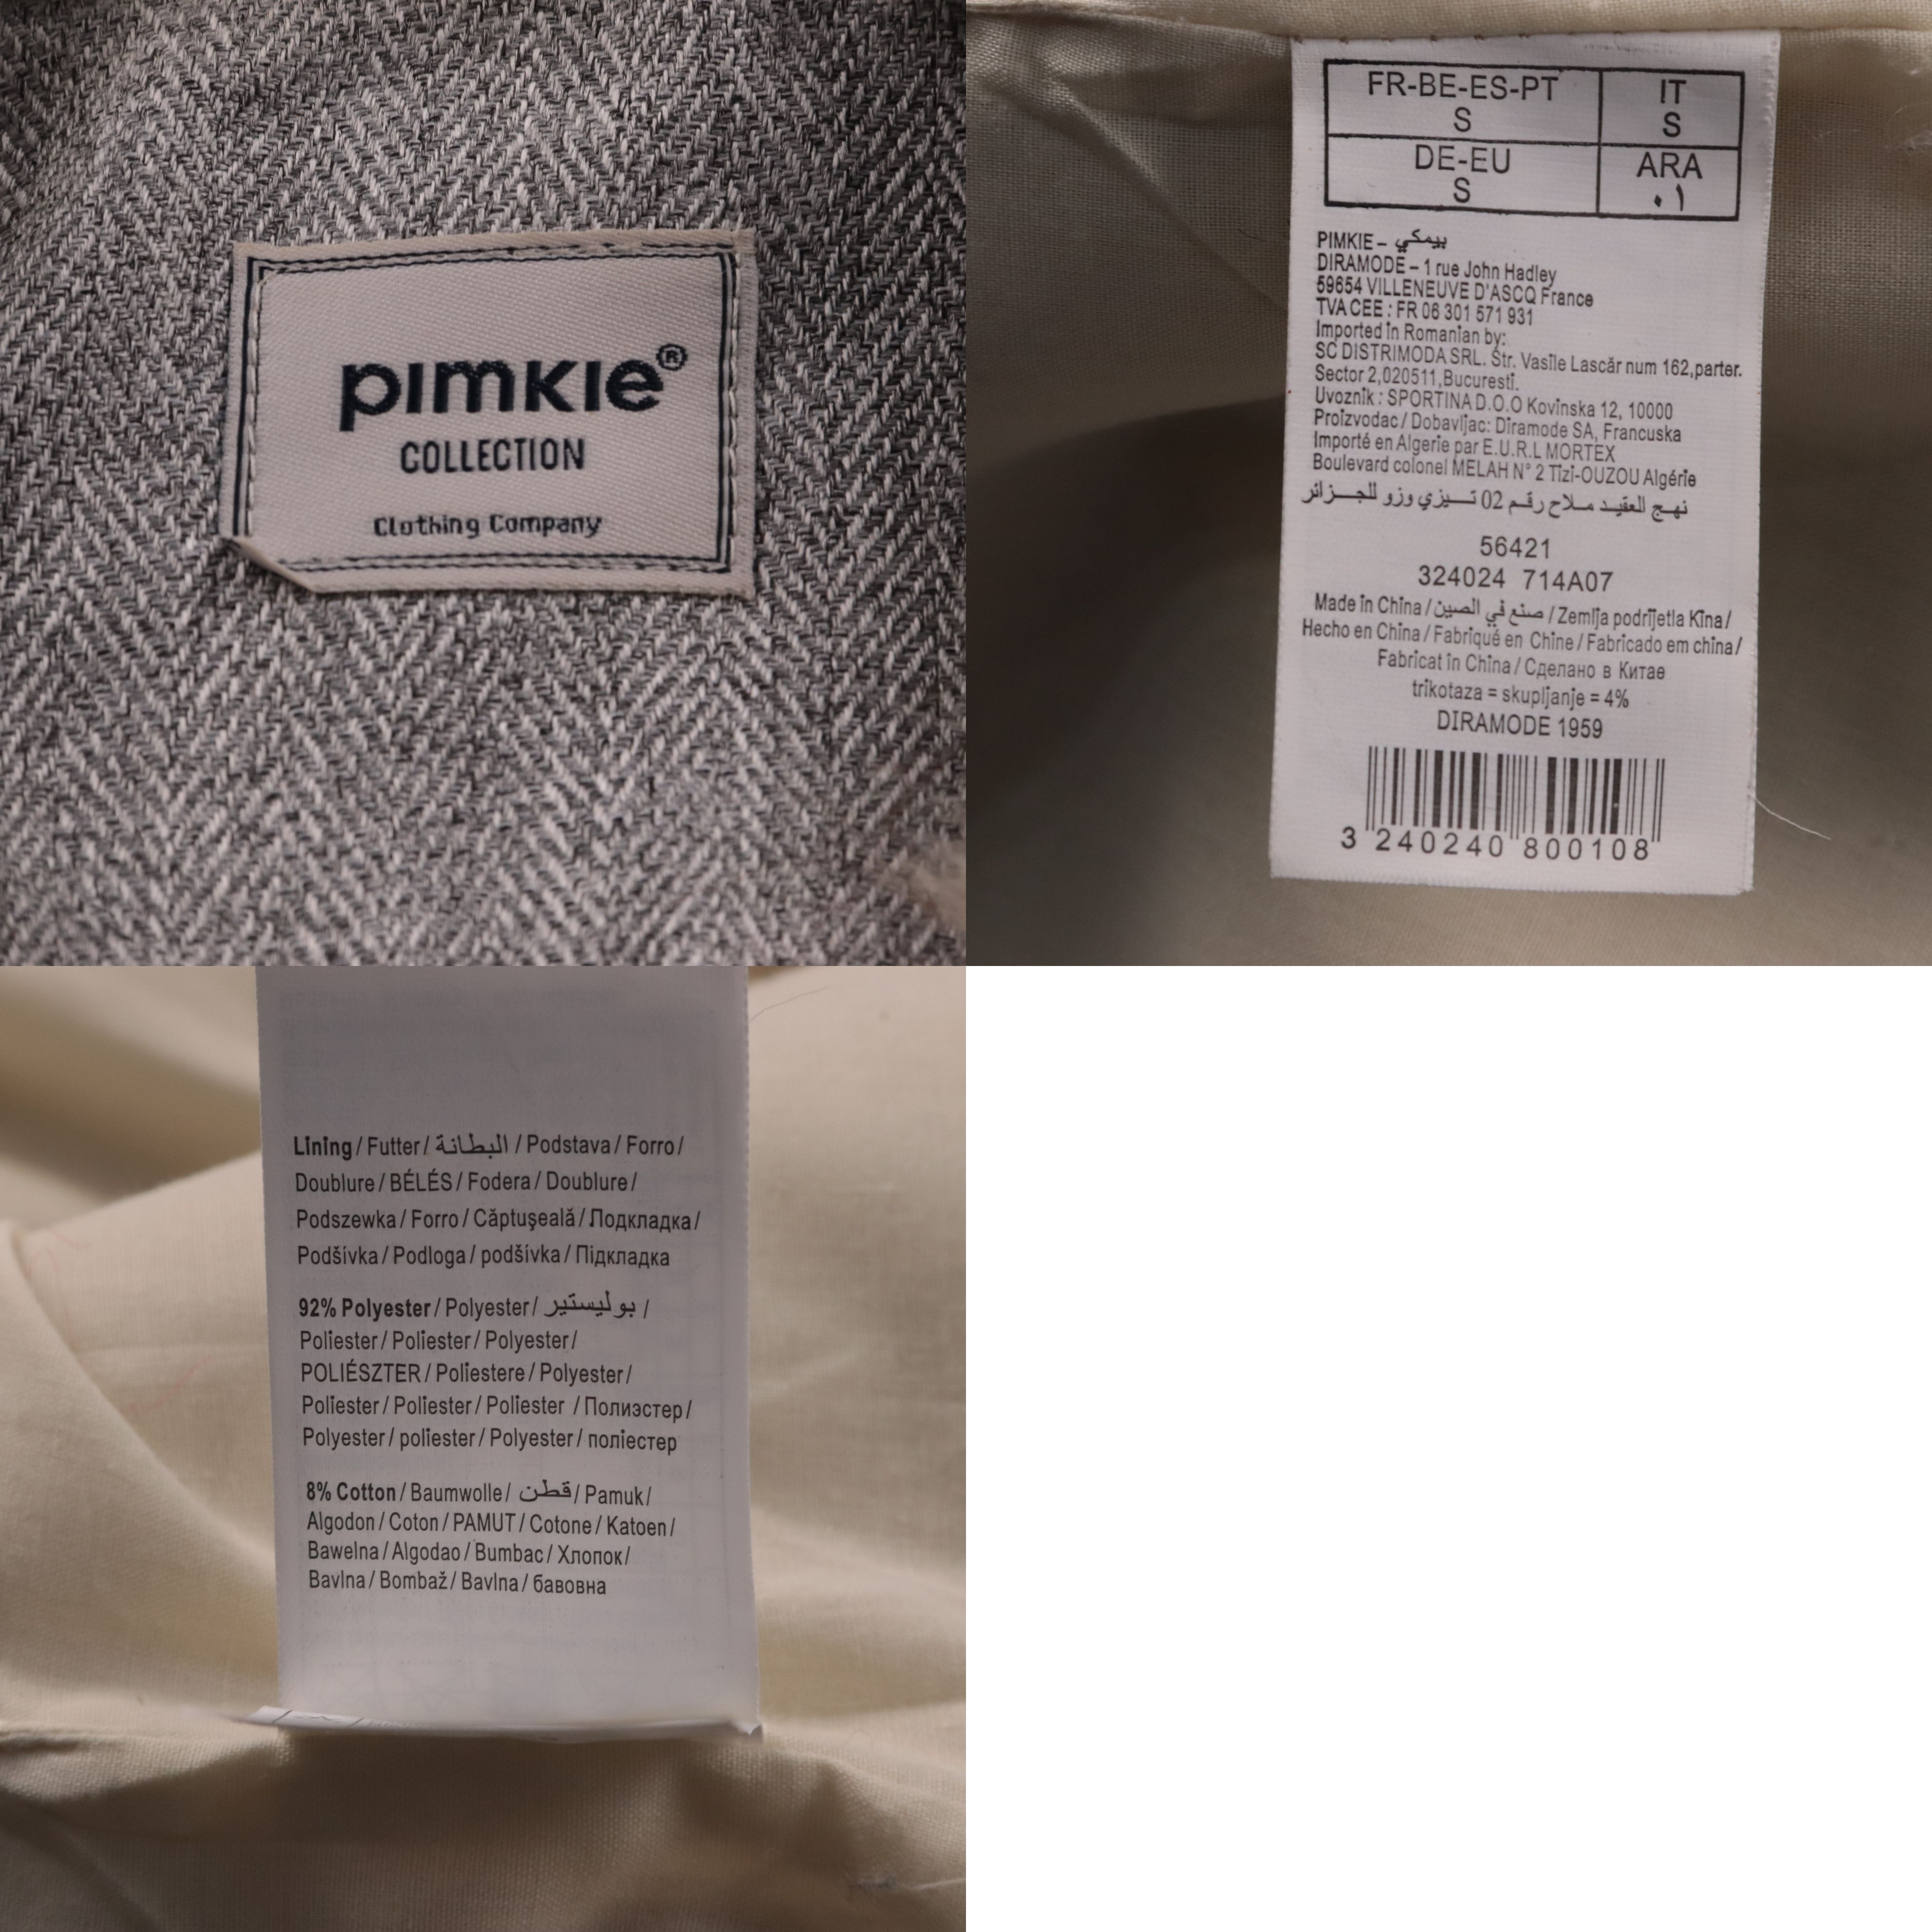 pimkie®
COLLECTION
Clothing Company
FR-BE-ES-PT IT
S S
DE-EU ARA
S ٠١
PIMKIE – بيمكي
DIRAMODE – 1 rue John Hadley
59654 VILLENEUVE D'ASCQ France
TVA CEE : FR 06 301 571 931
Imported in Romanian by:
SC DISTRIMODA SRL. Str. Vasile Lascăr num 162,parter.
Sector 2,020511,Bucuresti.
Uvoznik : SPORTINA D.O.O Kovinska 12, 10000
Proizvodac / Dobavljac: Diramode SA, Francuska
Importé en Algerie par E.U.R.L MORTEX
Boulevard colonel MELAH N° 2 Tizi-OUZOU Algérie
نهج العقيد ملاح رقم 02 تيزي وزو للجزائر
56421
324024 714A07
Made in China / صنع في الصين / Zemlja podrijetla Kina /
Hecho en China / Fabriqué en Chine / Fabricado em china /
Fabricat în China / Сделано в Китае
trikotaza = skupljanje = 4%
DIRAMODE 1959
3 240240 800108
Lining / Futter / البطانة / Podstava / Forro /
Doublure / BÉLÉS / Fodera / Doublure /
Podszewka / Forro / Căptuşeală / Подкладка /
Podšívka / Podloga / podšívka / Підкладка
92% Polyester / Polyester / بوليستير /
Poliester / Poliester / Polyester /
POLIÉSZTER / Poliestere / Polyester /
Poliester / Poliester / Poliester / Полиэстер /
Polyester / poliester / Polyester / поліестер
8% Cotton / Baumwolle / قطن / Pamuk /
Algodon / Coton / PAMUT / Cotone / Katoen /
Bawelna / Algodao / Bumbac / Хлопок /
Bavlna / Bombaž / Bavlna / бавовна